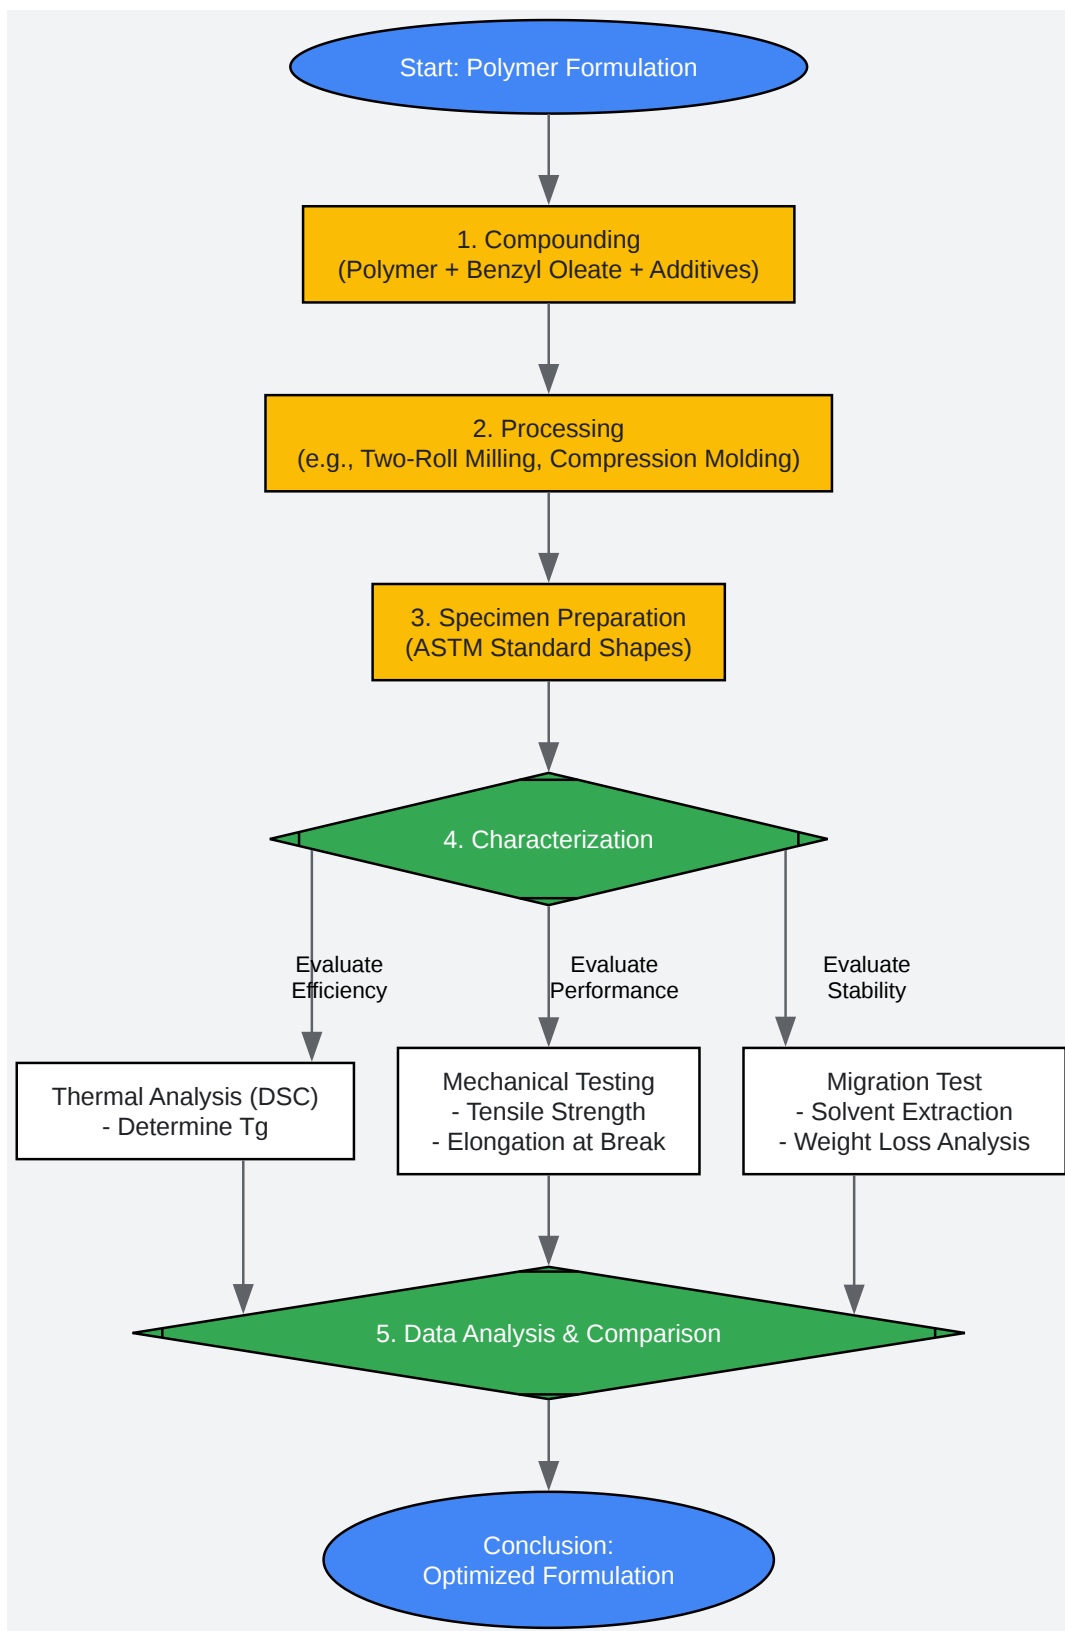 Start: Polymer Formulation
1. Compounding
(Polymer + Benzyl Oleate + Additives)
2. Processing
(e.g., Two-Roll Milling, Compression Molding)
3. Specimen Preparation
(ASTM Standard Shapes)
4. Characterization
Evaluate
Efficiency
Evaluate
Performance
Evaluate
Stability
Thermal Analysis (DSC)
- Determine Tg
Mechanical Testing
- Tensile Strength
- Elongation at Break
Migration Test
- Solvent Extraction
- Weight Loss Analysis
5. Data Analysis & Comparison
Conclusion:
Optimized Formulation